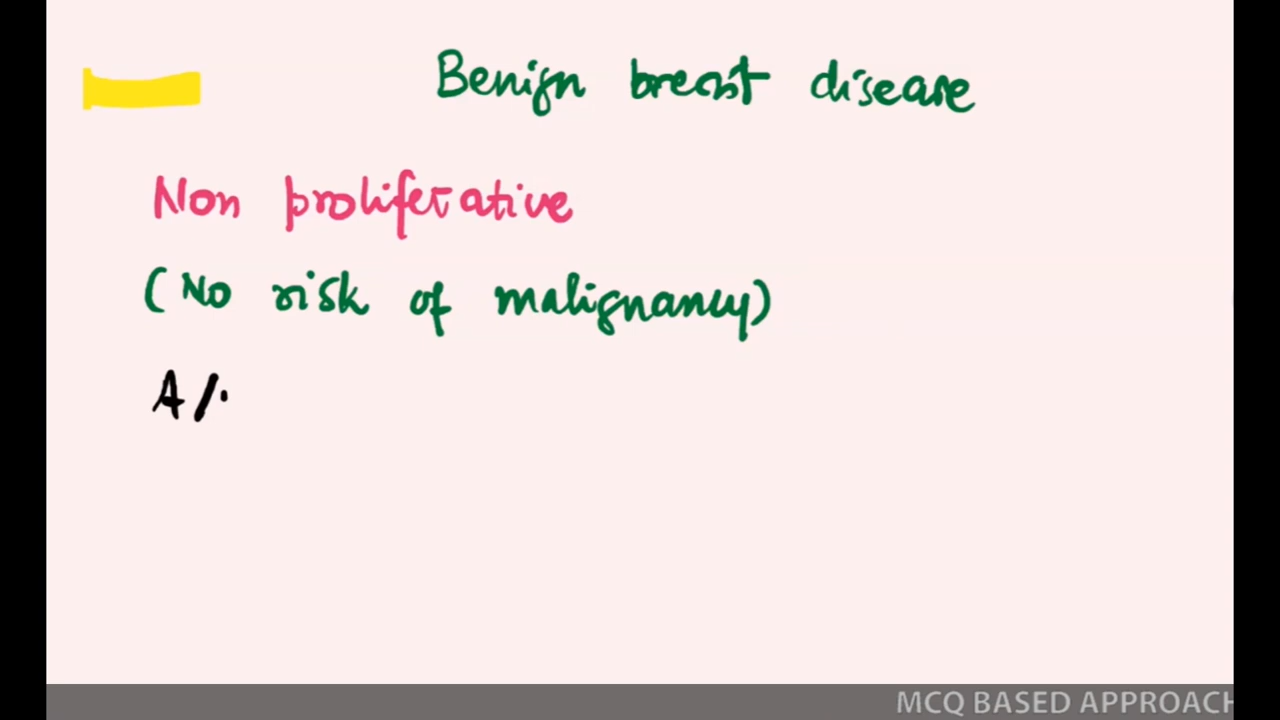 Benign breast disease
Non proliferative
(No risk of malignancy)
A/.
MCQ BASED APPROACH